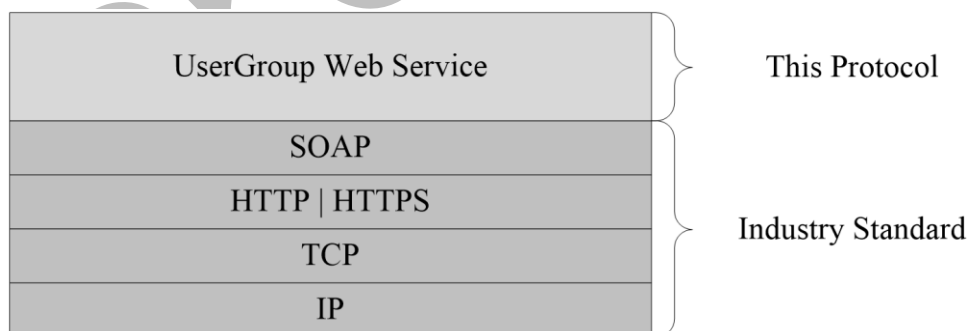 UserGroup Web Service
This Protocol
SOAP
HTTP | HTTPS
TCP
IP
Industry Standard